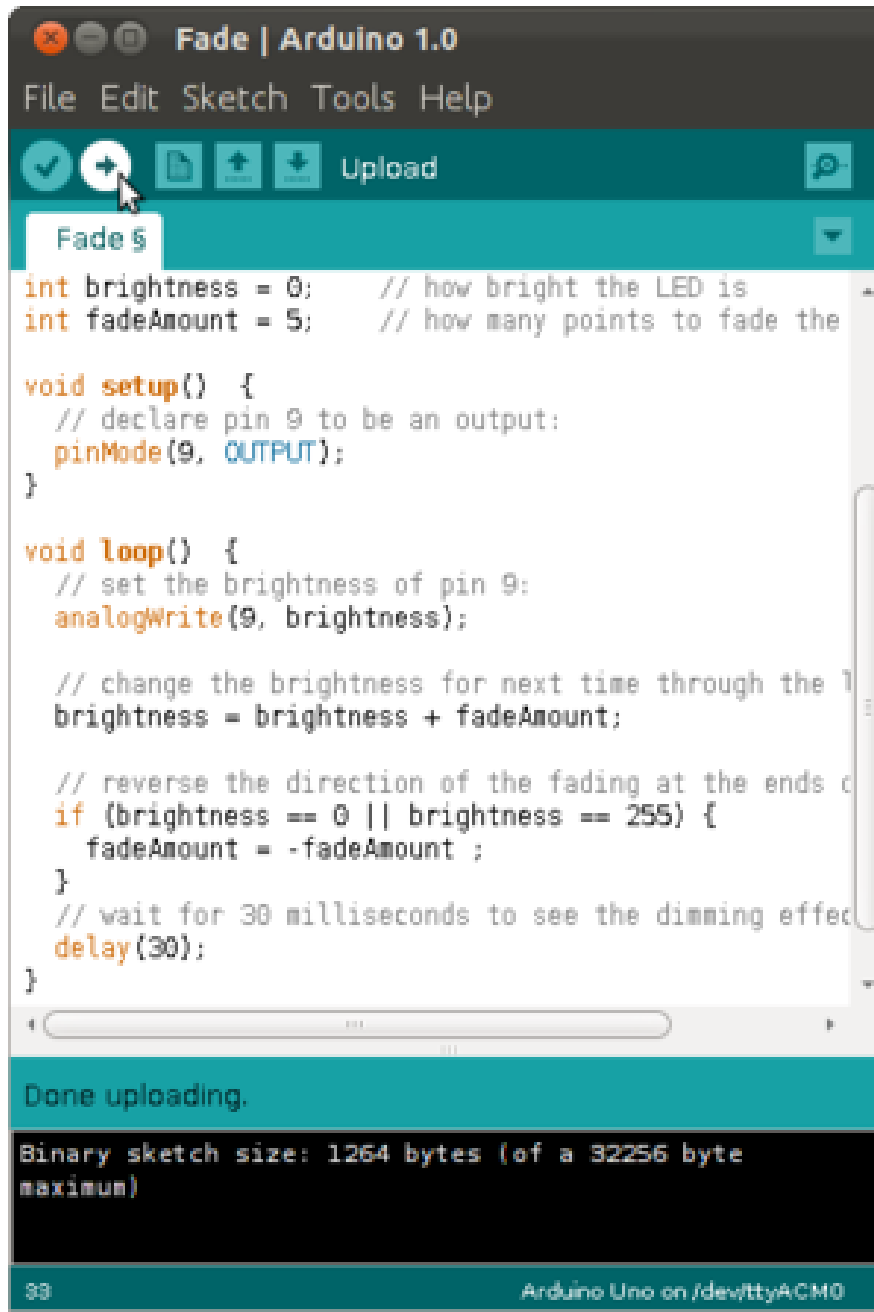 Fade | Arduino 1.0
File Edit Sketch Tools Help
Upload
Fade §
int brightness = 0;    // how bright the LED is
int fadeAmount = 5;    // how many points to fade the

void setup()  {
  // declare pin 9 to be an output:
  pinMode(9, OUTPUT);
}

void loop()  {
  // set the brightness of pin 9:
  analogWrite(9, brightness);

  // change the brightness for next time through the l
  brightness = brightness + fadeAmount;

  // reverse the direction of the fading at the ends o
  if (brightness == 0 || brightness == 255) {
    fadeAmount = -fadeAmount ;
  }
  // wait for 30 milliseconds to see the dimming effec
  delay(30);
}
Done uploading.
Binary sketch size: 1264 bytes (of a 32256 byte
maximum)
33
Arduino Uno on /dev/ttyACM0